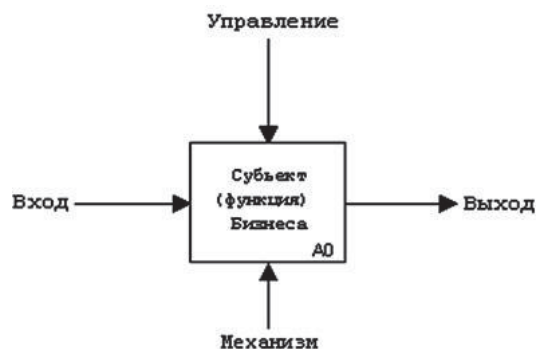 Управление
Вход
Субъект
(функция)
Бизнеса
A0
Выход
Механизм